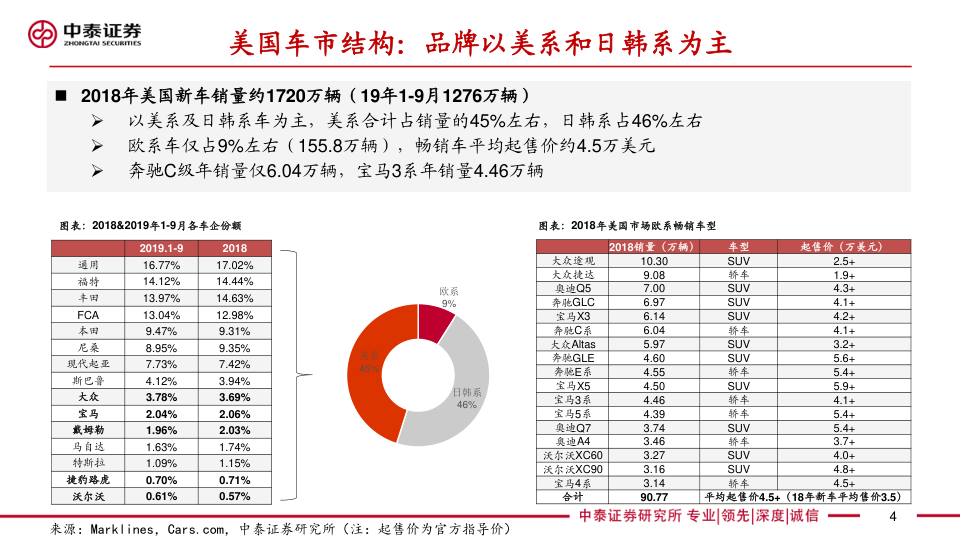 中泰证券
ZHONGTAI SECURITIES
美国车市结构：品牌以美系和日韩系为主
■ 2018年美国新车销量约1720万辆（19年1-9月1276万辆）
➢ 以美系及日韩系车为主，美系合计占销量的45%左右，日韩系占46%左右
➢ 欧系车仅占9%左右（155.8万辆），畅销车平均起售价约4.5万美元
➢ 奔驰C级年销量仅6.04万辆，宝马3系年销量4.46万辆
图表：2018&2019年1-9月各车企份额
2019.1-9 2018
通用 16.77% 17.02%
福特 14.12% 14.44%
丰田 13.97% 14.63%
FCA 13.04% 12.98%
本田 9.47% 9.31%
尼桑 8.95% 9.35%
现代起亚 7.73% 7.42%
斯巴鲁 4.12% 3.94%
大众 3.78% 3.69%
宝马 2.04% 2.06%
戴姆勒 1.96% 2.03%
马自达 1.63% 1.74%
特斯拉 1.09% 1.15%
捷豹路虎 0.70% 0.71%
沃尔沃 0.61% 0.57%
欧系
9%
美系
45%
日韩系
46%
图表：2018年美国市场欧系畅销车型
2018销量（万辆） 车型 起售价（万美元）
大众途观 10.30 SUV 2.5+
大众捷达 9.08 轿车 1.9+
奥迪Q5 7.00 SUV 4.3+
奔驰GLC 6.97 SUV 4.1+
宝马X3 6.14 SUV 4.2+
奔驰C系 6.04 轿车 4.1+
大众Altas 5.97 SUV 3.2+
奔驰GLE 4.60 SUV 5.6+
奔驰E系 4.55 轿车 5.4+
宝马X5 4.50 SUV 5.9+
宝马3系 4.46 轿车 4.1+
宝马5系 4.39 轿车 5.4+
奥迪Q7 3.74 SUV 5.4+
奥迪A4 3.46 轿车 3.7+
沃尔沃XC60 3.27 SUV 4.0+
沃尔沃XC90 3.16 SUV 4.8+
宝马4系 3.14 轿车 4.5+
合计 90.77 平均起售价4.5+（18年新车平均售价3.5）
中泰证券研究所 专业|领先|深度|诚信
4
来源：Marklines, Cars.com, 中泰证券研究所（注：起售价为官方指导价）